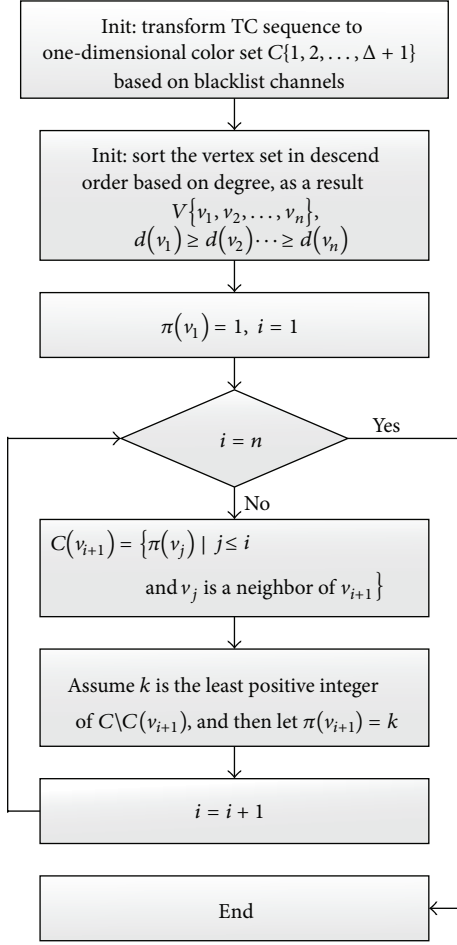 Init: transform TC sequence to
one-dimensional color set C{1, 2, . . . , Δ + 1}
based on blacklist channels
Init: sort the vertex set in descend
order based on degree, as a result
V{v₁, v₂, . . . , vₙ},
d(v₁) ≥ d(v₂) ⋯ ≥ d(vₙ)
π(v₁) = 1, i = 1
i = n
Yes
No
C(vᵢ₊₁) = {π(vⱼ) | j ≤ i
and vⱼ is a neighbor of vᵢ₊₁}
Assume k is the least positive integer
of C\C(vᵢ₊₁), and then let π(vᵢ₊₁) = k
i = i + 1
End